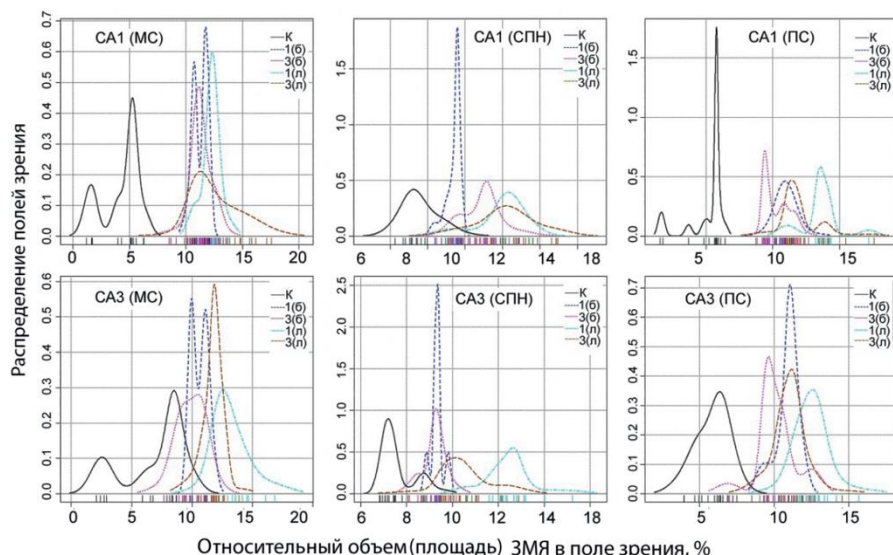 CA1 (МС)
К
1(б)
3(б)
1(л)
3(л)
0.7
0.6
0.5
0.4
0.3
0.2
0.1
0.0
0 5 10 15 20
CA1 (СПН)
К
1(б)
3(б)
1(л)
3(л)
1.5
1.0
0.5
0.0
6 8 10 12 14 16 18
CA1 (ПС)
К
1(б)
3(б)
1(л)
3(л)
1.5
1.0
0.5
0.0
5 10 15
Распределение полей зрения
CA3 (МС)
К
1(б)
3(б)
1(л)
3(л)
0.6
0.5
0.4
0.3
0.2
0.1
0.0
0 5 10 15 20
CA3 (СПН)
К
1(б)
3(б)
1(л)
3(л)
2.5
2.0
1.5
1.0
0.5
0.0
6 8 10 12 14 16 18
CA3 (ПС)
К
1(б)
3(б)
1(л)
3(л)
0.7
0.6
0.5
0.4
0.3
0.2
0.1
0.0
5 10 15
Относительный объем (площадь) ЗМЯ в поле зрения, %